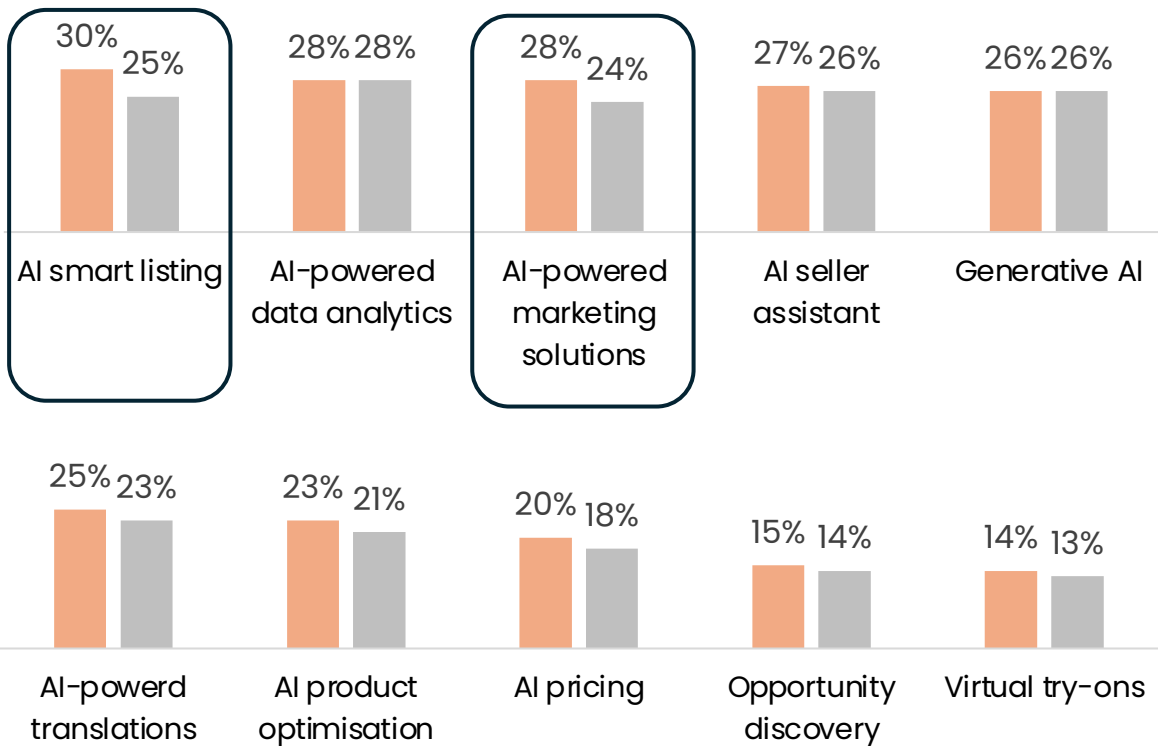 30%
25%
28% 28%
28%
24%
27% 26%
26% 26%
AI smart listing
AI-powered
data analytics
AI-powered
marketing
solutions
AI seller
assistant
Generative AI
25% 23%
23% 21%
20% 18%
15% 14%
14% 13%
AI-powerd
translations
AI product
optimisation
AI pricing
Opportunity
discovery
Virtual try-ons